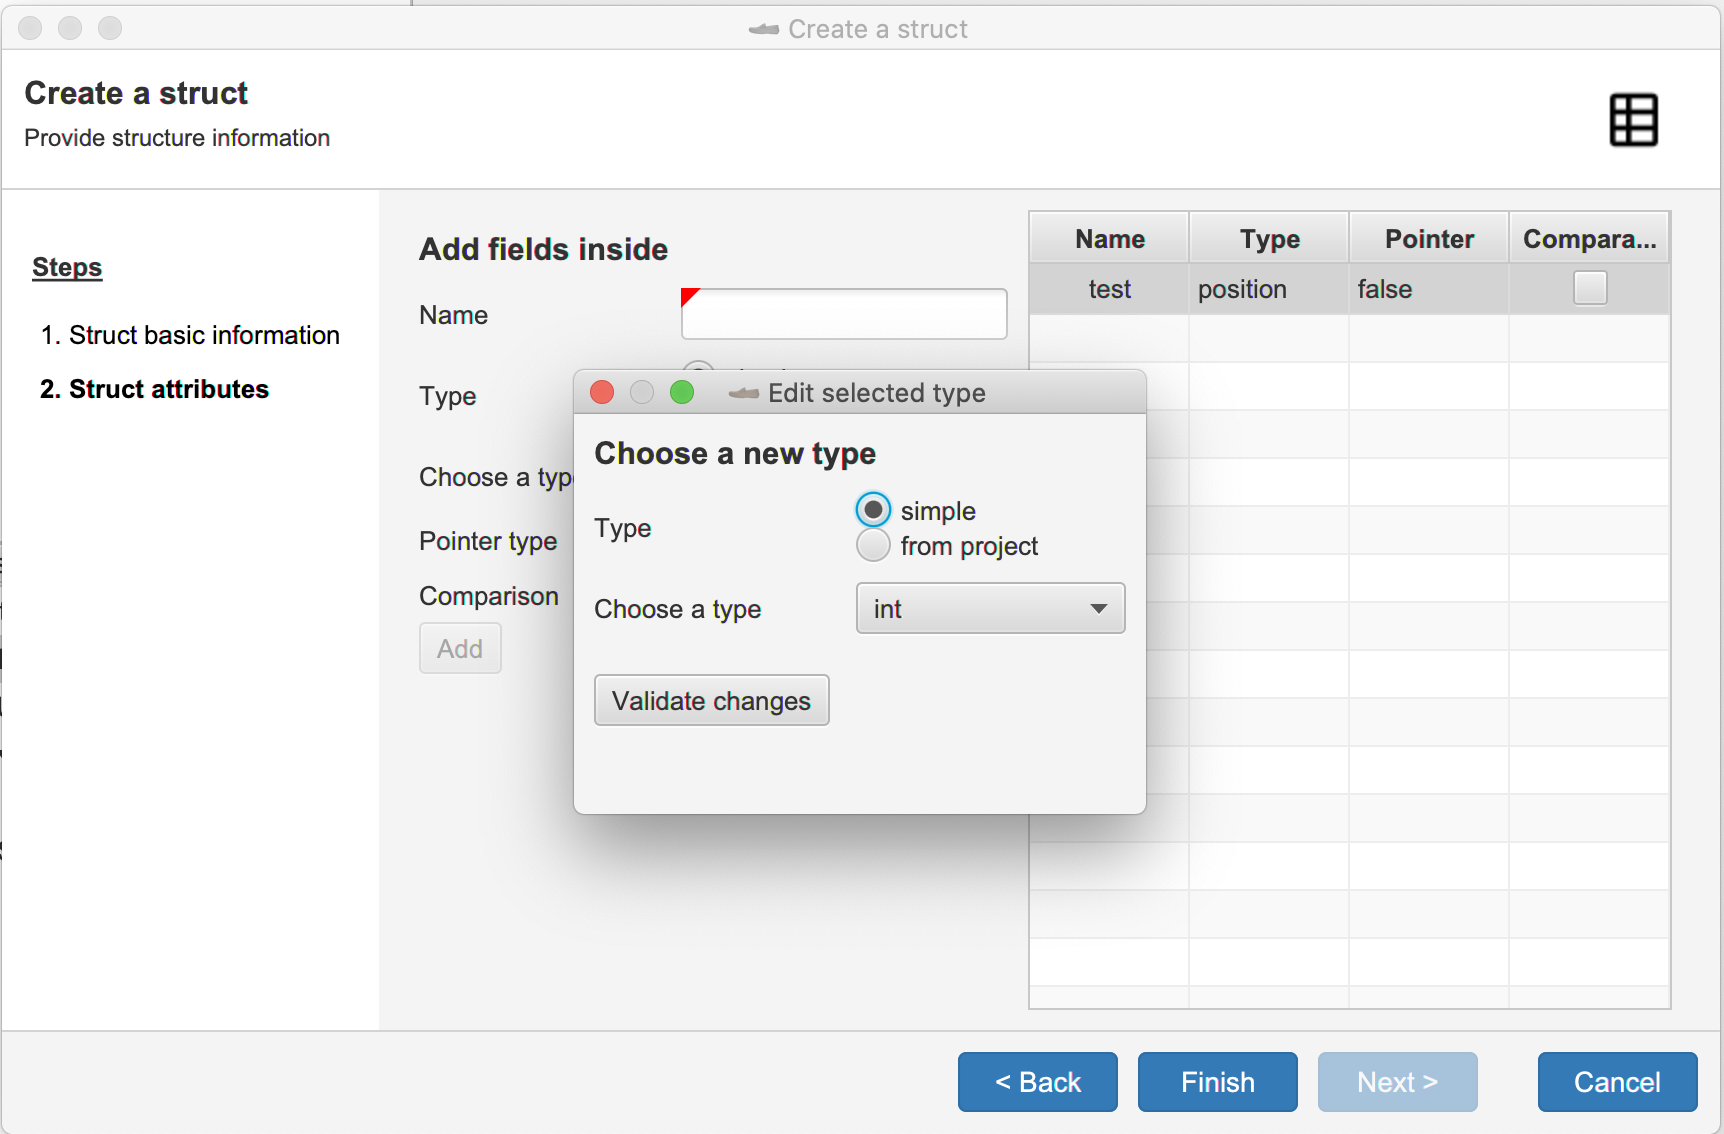 Create a struct
Create a struct
Provide structure information
Steps
1. Struct basic information
2. Struct attributes
Add fields inside
Name
Type
Choose a typ
Pointer type
Comparison
Add
Name Type Pointer Compara...
test position false
Edit selected type
Choose a new type
Type
simple
from project
Choose a type
int
Validate changes
< Back
Finish
Next >
Cancel